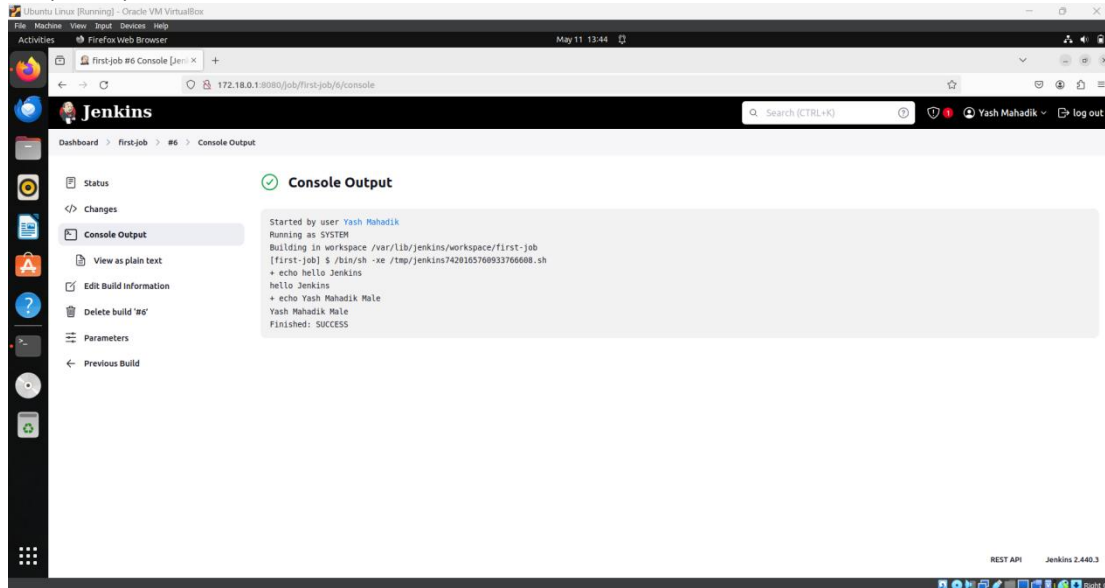 Ubuntu Linux [Running] - Oracle VM VirtualBox
File Machine View Input Devices Help
Activities Firefox Web Browser May 11 13:44
first-job #6 Console [Jen
172.18.0.1:8080/job/first-job/6/console
Jenkins Search (CTRL+K) 1 Yash Mahadik log out
Dashboard > first-job > #6 > Console Output
Status
Changes
Console Output
View as plain text
Edit Build Information
Delete build '#6'
Parameters
Previous Build
Console Output
Started by user Yash Mahadik
Running as SYSTEM
Building in workspace /var/lib/jenkins/workspace/first-job
[first-job] $ /bin/sh -xe /tmp/jenkins7420165760933766608.sh
+ echo hello Jenkins
hello Jenkins
+ echo Yash Mahadik Male
Yash Mahadik Male
Finished: SUCCESS
REST API Jenkins 2.440.3
Right